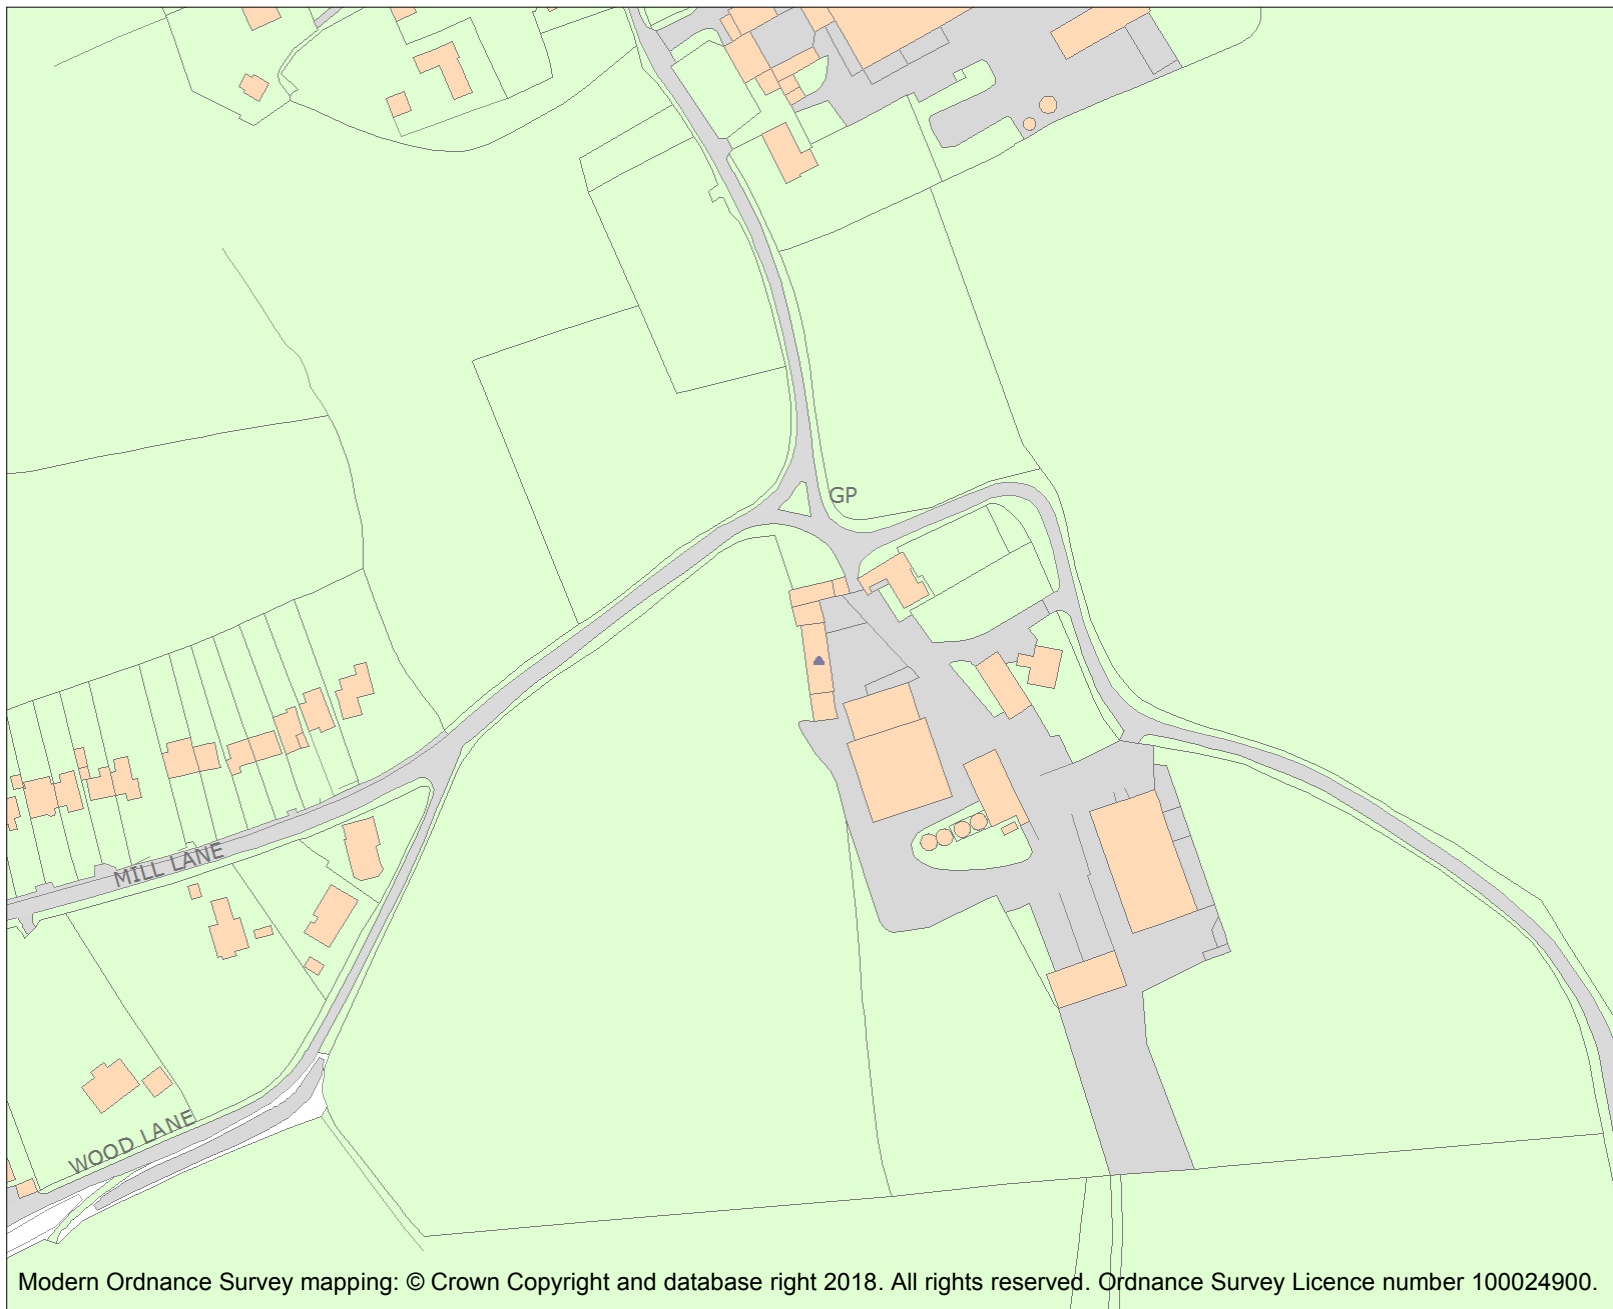 GP
MILL LANE
WOOD LANE
Modern Ordnance Survey mapping: © Crown Copyright and database right 2018. All rights reserved. Ordnance Survey Licence number 100024900.